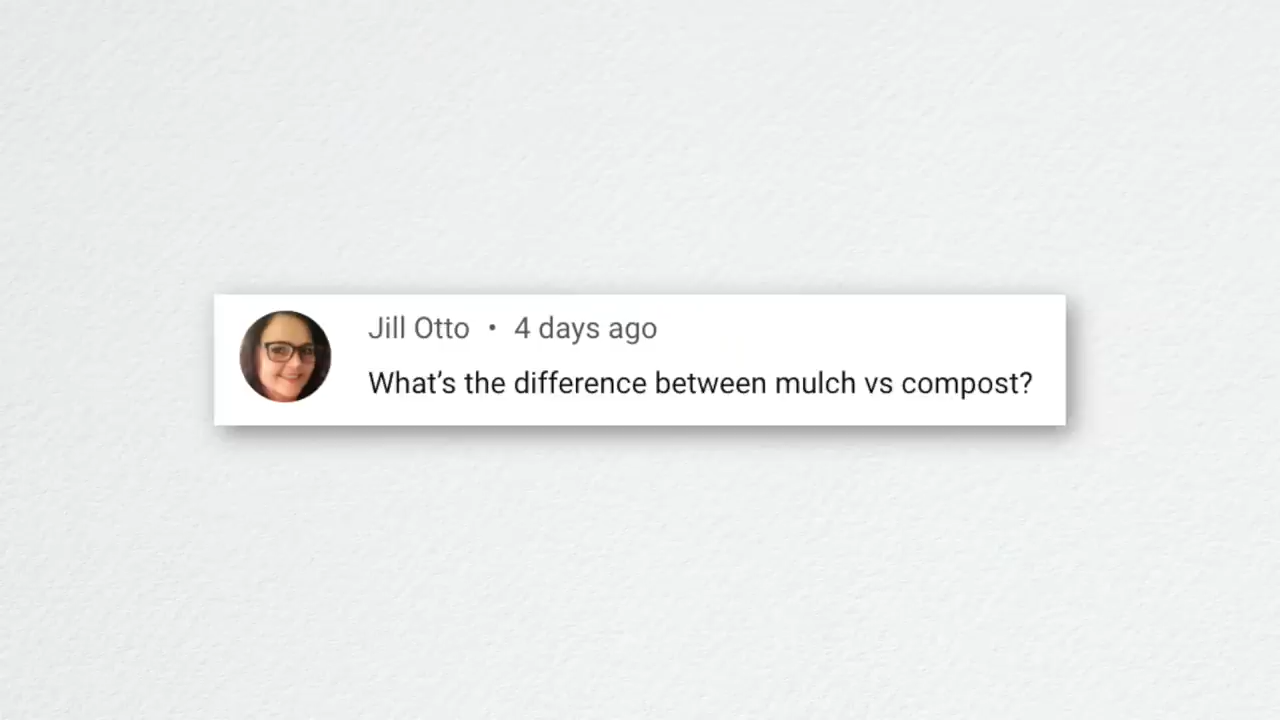 Jill Otto • 4 days ago
What’s the difference between mulch vs compost?